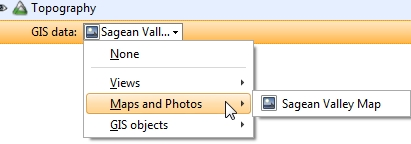 Topography
GIS data: Sagean Vall...
None
Views
Maps and Photos
Sagean Valley Map
GIS objects